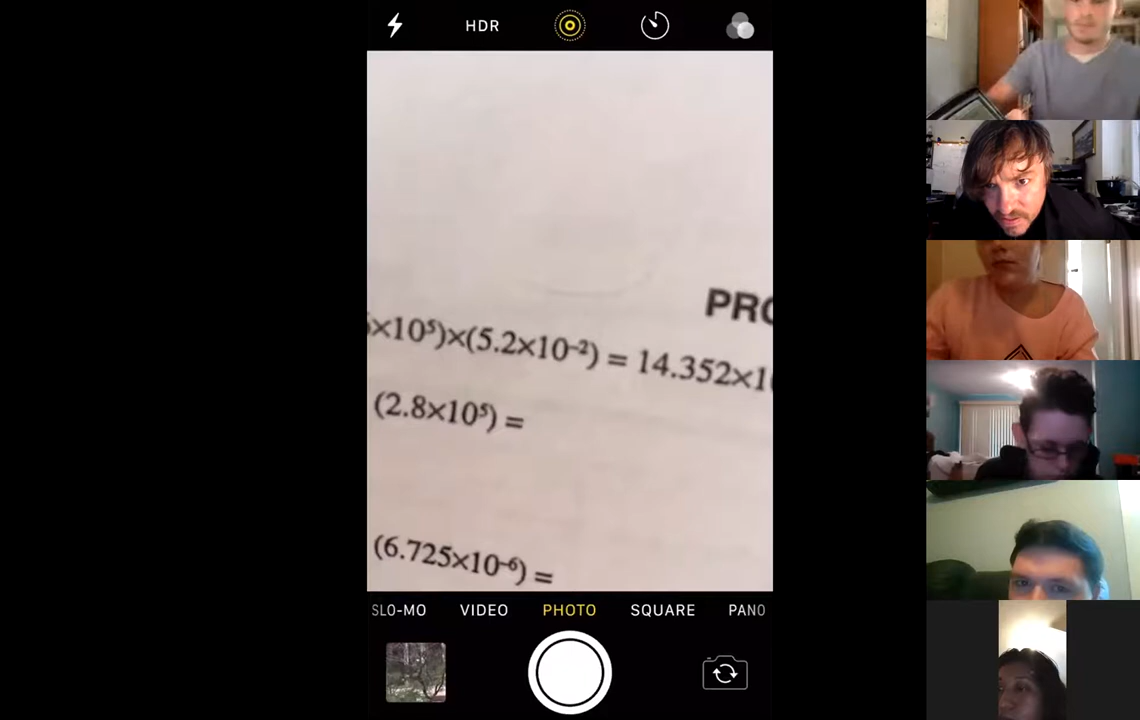 HDR
PRO
×10⁵)×(5.2×10⁻²) = 14.352×1
(2.8×10⁵) =
(6.725×10⁻⁶) =
SLO-MO VIDEO PHOTO SQUARE PANO